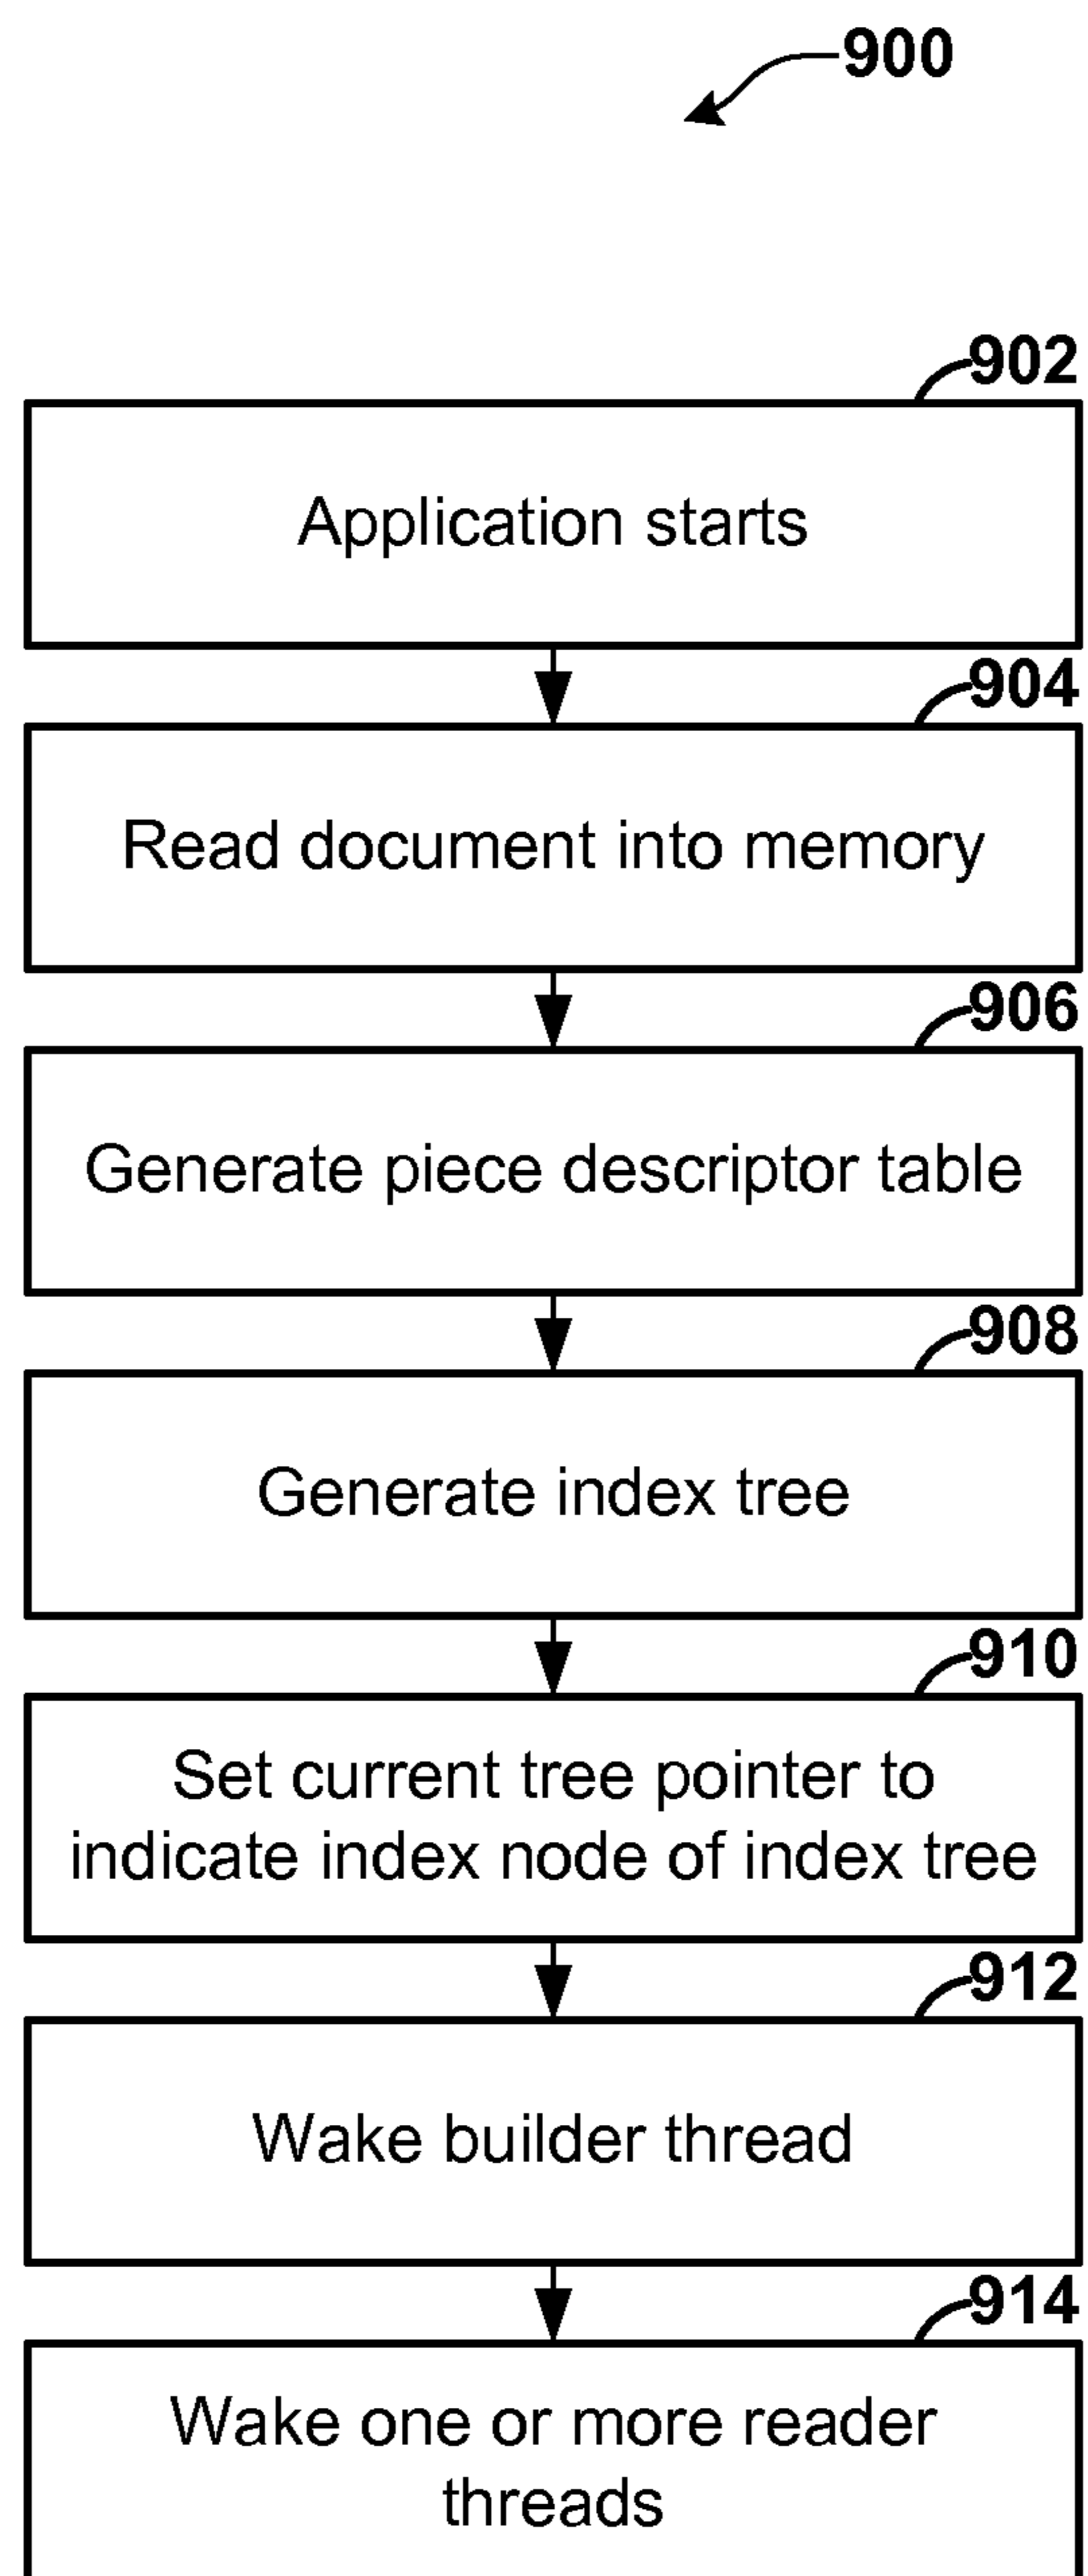 900
902
Application starts
904
Read document into memory
906
Generate piece descriptor table
908
Generate index tree
910
Set current tree pointer to
indicate index node of index tree
912
Wake builder thread
914
Wake one or more reader
threads